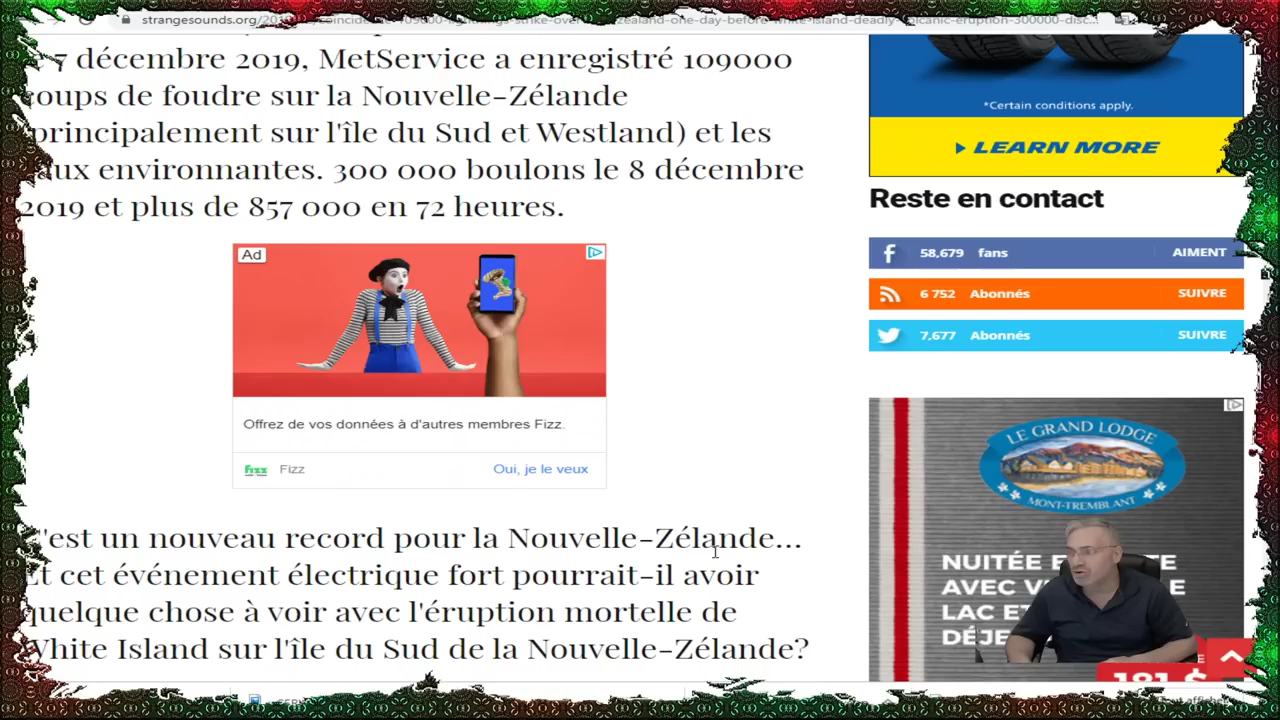 7 décembre 2019, MetService a enregistré 109000
coups de foudre sur la Nouvelle-Zélande
principalement sur l'île du Sud et Westland) et les
eaux environnantes. 300 000 boulons le 8 décembre
2019 et plus de 857 000 en 72 heures.
Ad
Offrez de vos données à d'autres membres Fizz.
fizz Fizz Oui, je le veux
C'est un nouveau record pour la Nouvelle-Zélande...
Et cet événement électrique fort pourrait-il avoir
quelque chose à voir avec l'éruption mortelle de
White Island sur l'île du Sud de la Nouvelle-Zélande?
*Certain conditions apply.
LEARN MORE
Reste en contact
58,679 fans AIMENT
6 752 Abonnés SUIVRE
7,677 Abonnés SUIVRE
LE GRAND LODGE
MONT-TREMBLANT
NUITÉE
AVEC
LAC ET
181 $